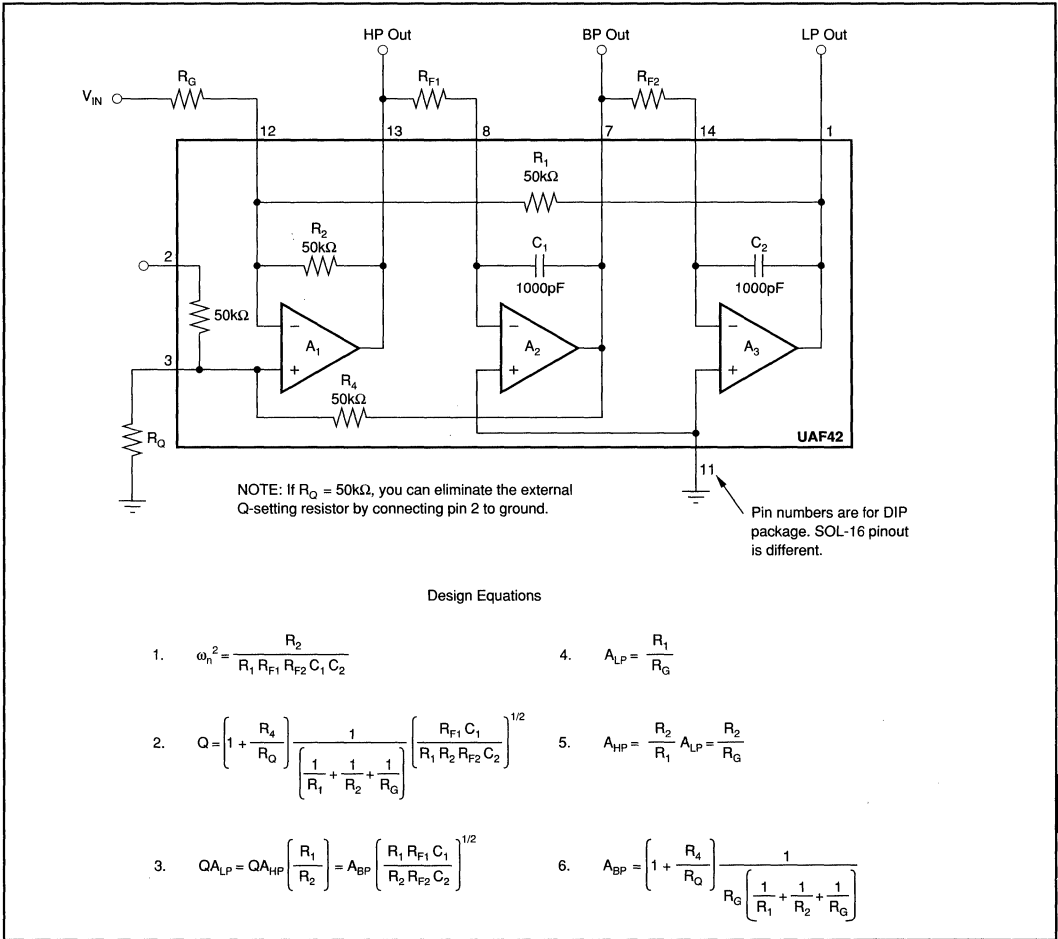 HP Out BP Out LP Out
R_G R_F1 R_F2
V_IN
12 13 8 7 14 1
R_1
50kΩ
R_2 C_1 C_2
50kΩ
2
1000pF 1000pF
50kΩ
− − −
A_1 A_2 A_3
3
+ + +
R_4
50kΩ
R_Q
UAF42
11
NOTE: If R_Q = 50kΩ, you can eliminate the external
Q-setting resistor by connecting pin 2 to ground.
Pin numbers are for DIP
package. SOL-16 pinout
is different.
Design Equations
1. ω_n^2 = R_2 / (R_1 R_F1 R_F2 C_1 C_2)
4. A_LP = R_1 / R_G
2. Q = (1 + R_4/R_Q) 1 / (1/R_1 + 1/R_2 + 1/R_G) (R_F1 C_1 / (R_1 R_2 R_F2 C_2))^1/2
5. A_HP = R_2/R_1 A_LP = R_2/R_G
3. QA_LP = QA_HP (R_1/R_2) = A_BP (R_1 R_F1 C_1 / (R_2 R_F2 C_2))^1/2
6. A_BP = (1 + R_4/R_Q) 1 / (R_G (1/R_1 + 1/R_2 + 1/R_G))